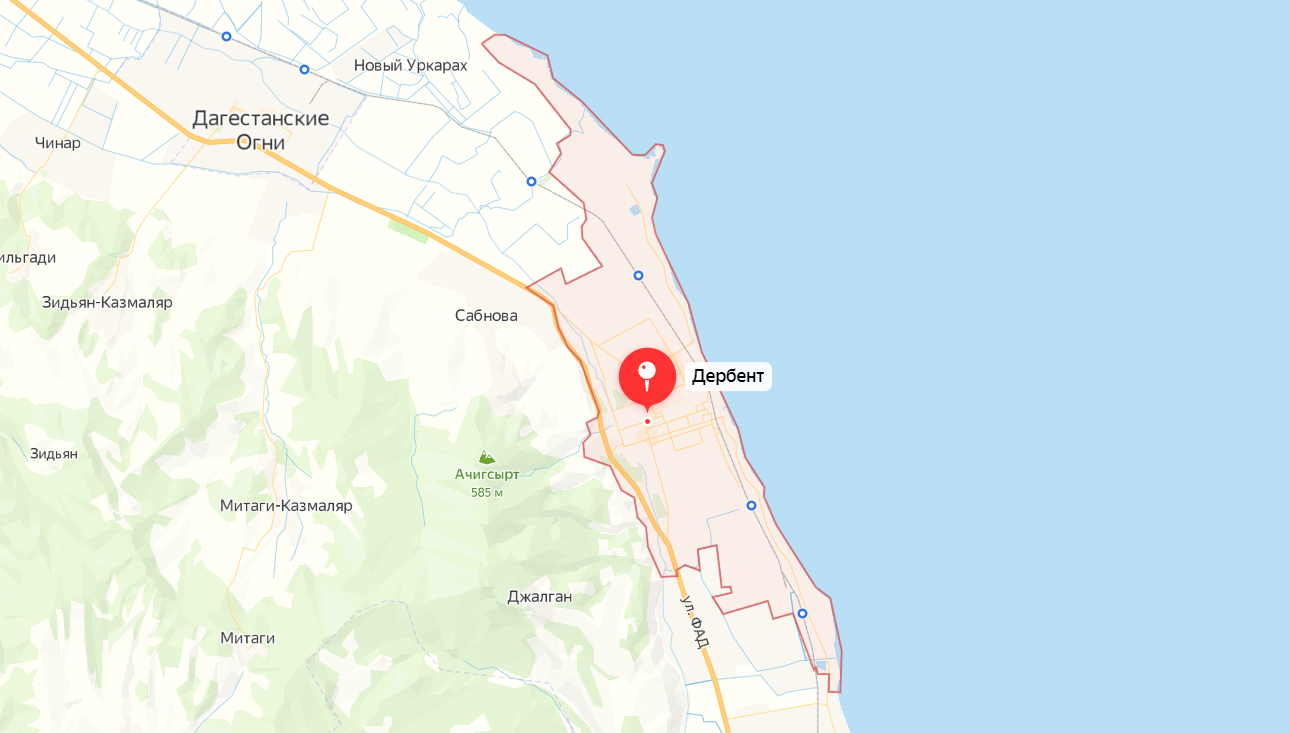 Новый Уркарах
Дагестанские
Огни
Чинар
ильгади
Зидьян-Казмаляр
Сабнова
Дербент
Зидьян
Ачигсырт
585 м
Митаги-Казмаляр
Джалган
ул. ФАД
Митаги